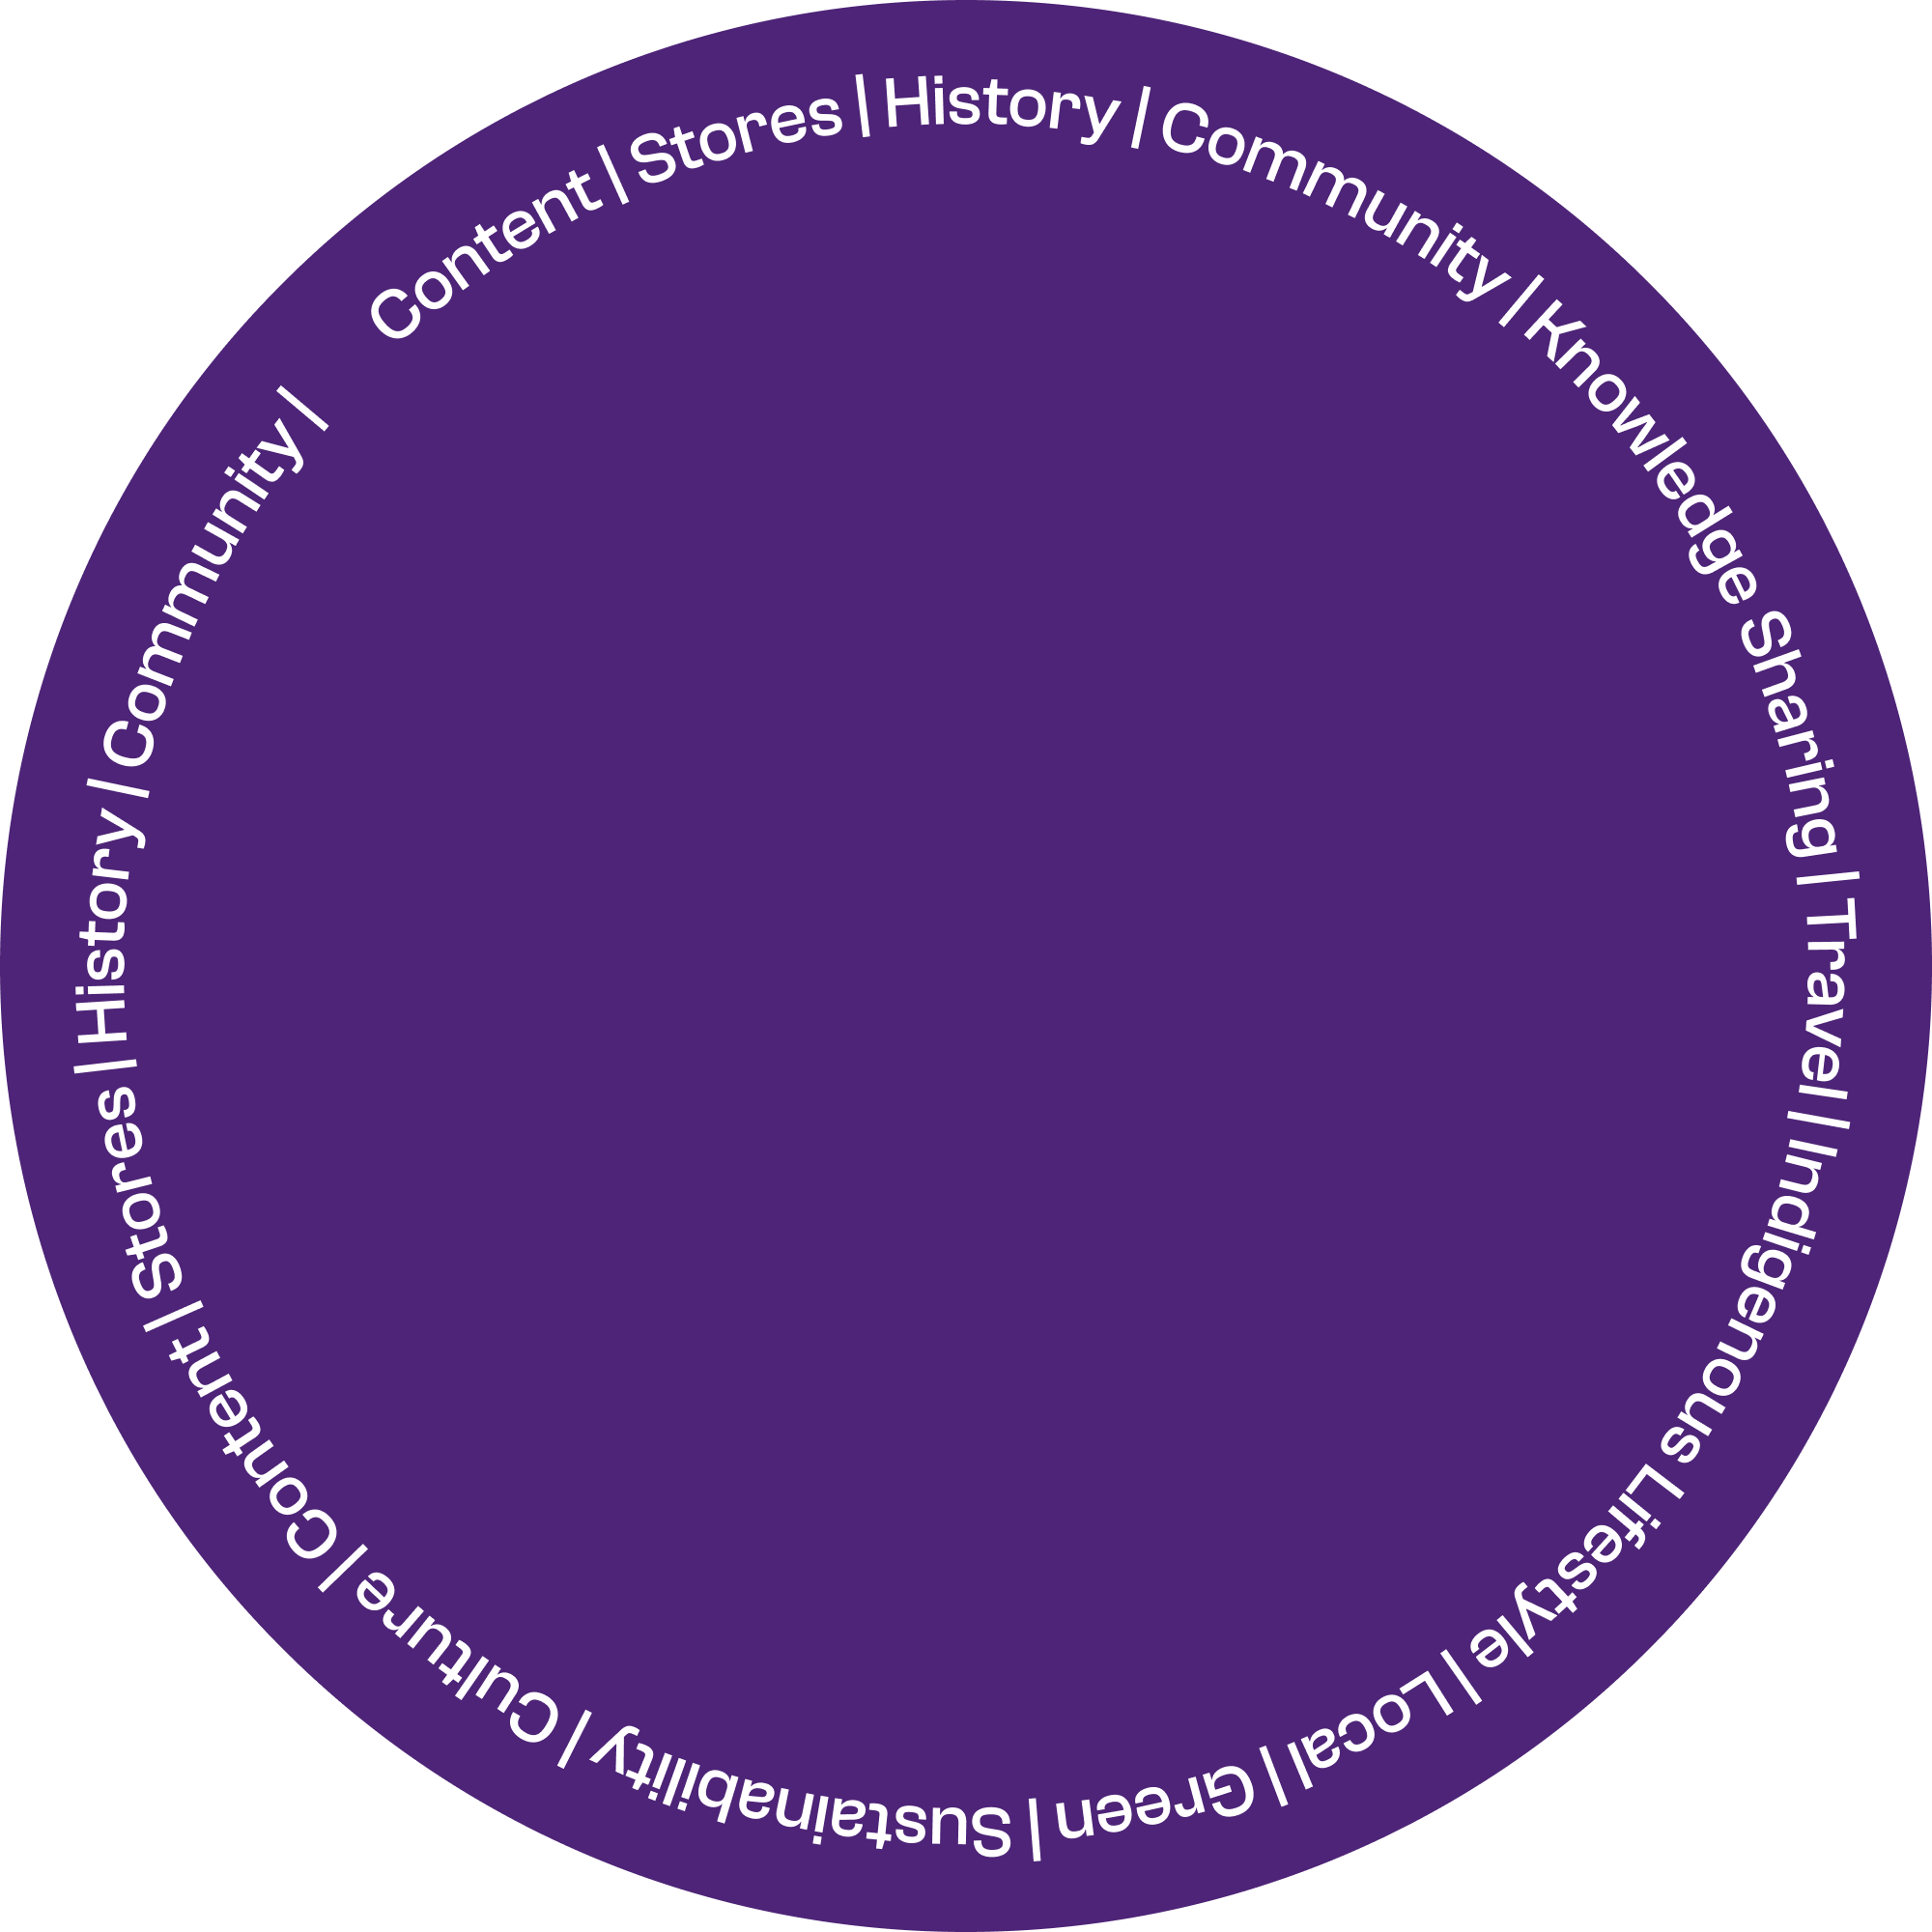 Content | Stores | History | Community | Knowledge Sharing | Travel | Indigenous Lifestyle | Local | Green | Sustainability | Culture | Content | Stores | History | Community |